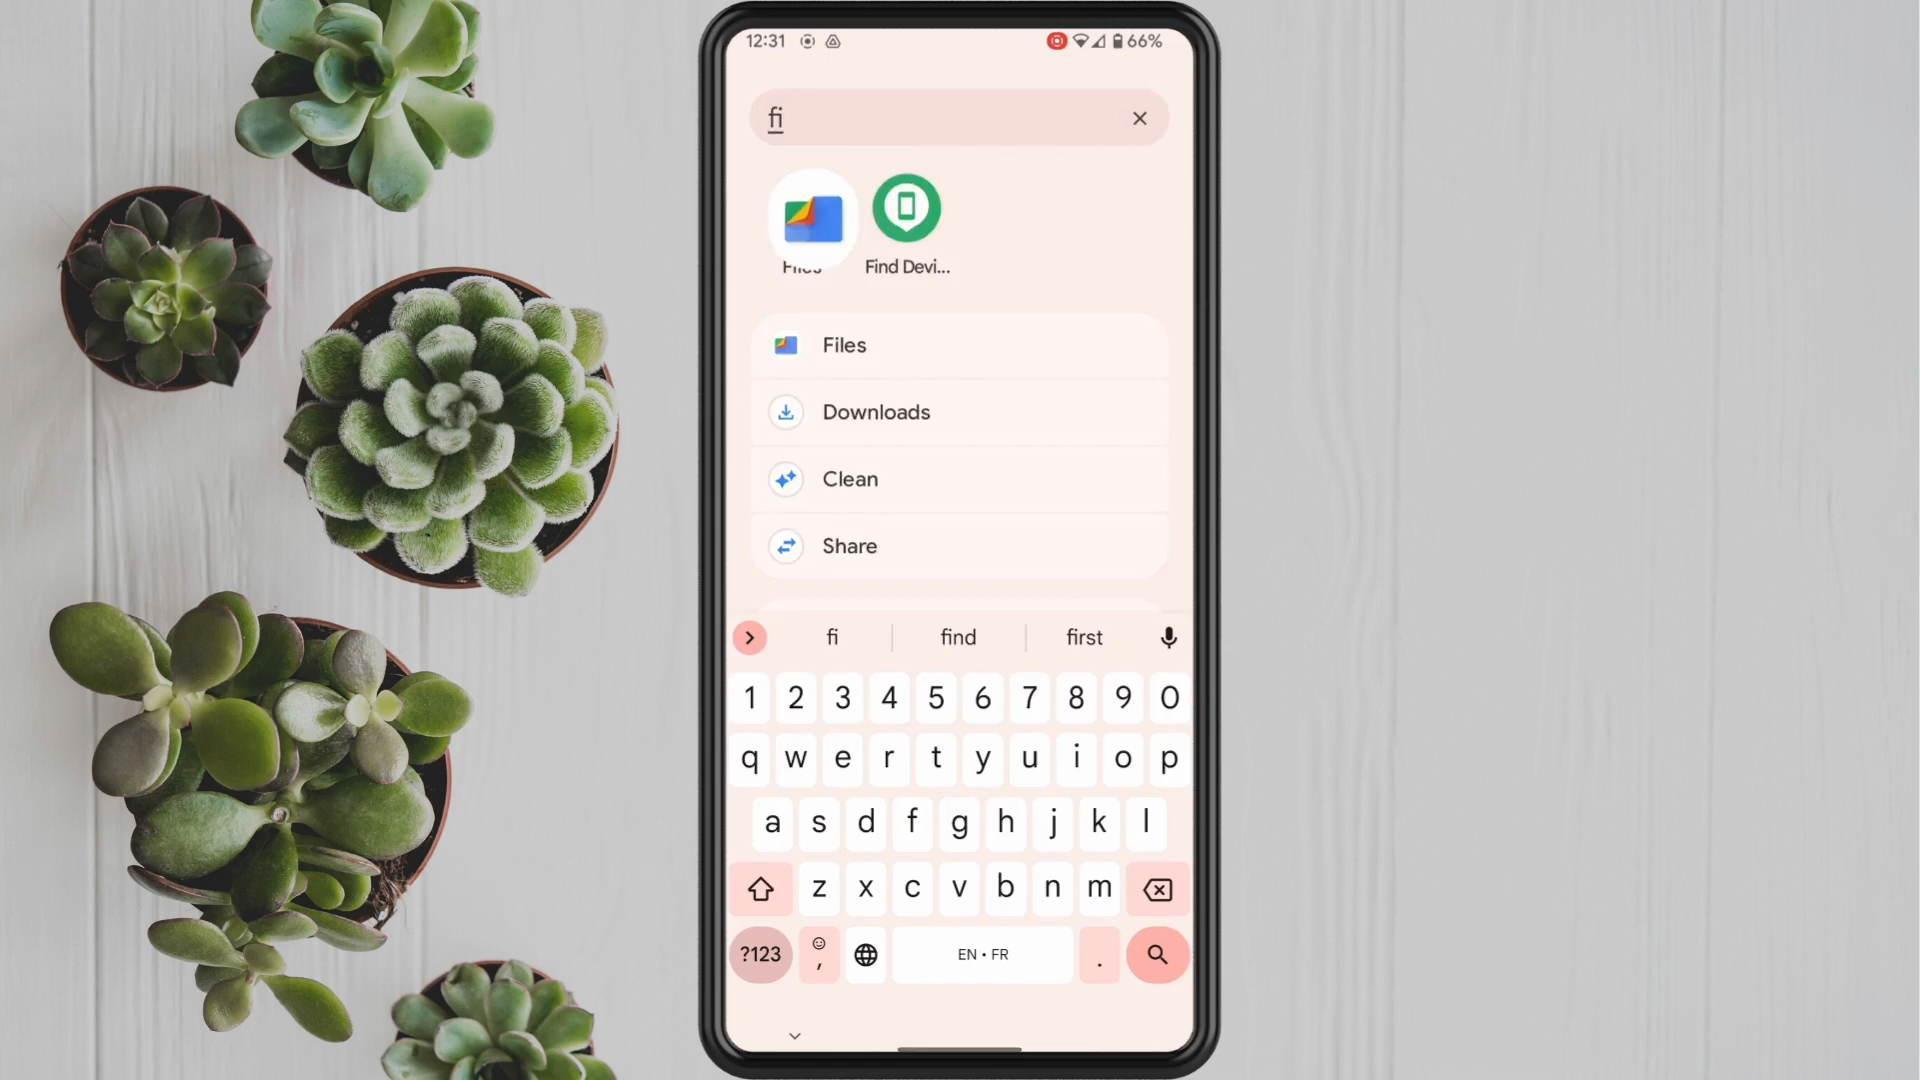 12:31 66%
fi
Files Find Devi...
Files
Downloads
Clean
Share
fi find first
1 2 3 4 5 6 7 8 9 0
q w e r t y u i o p
a s d f g h j k l
z x c v b n m
?123 , EN • FR .